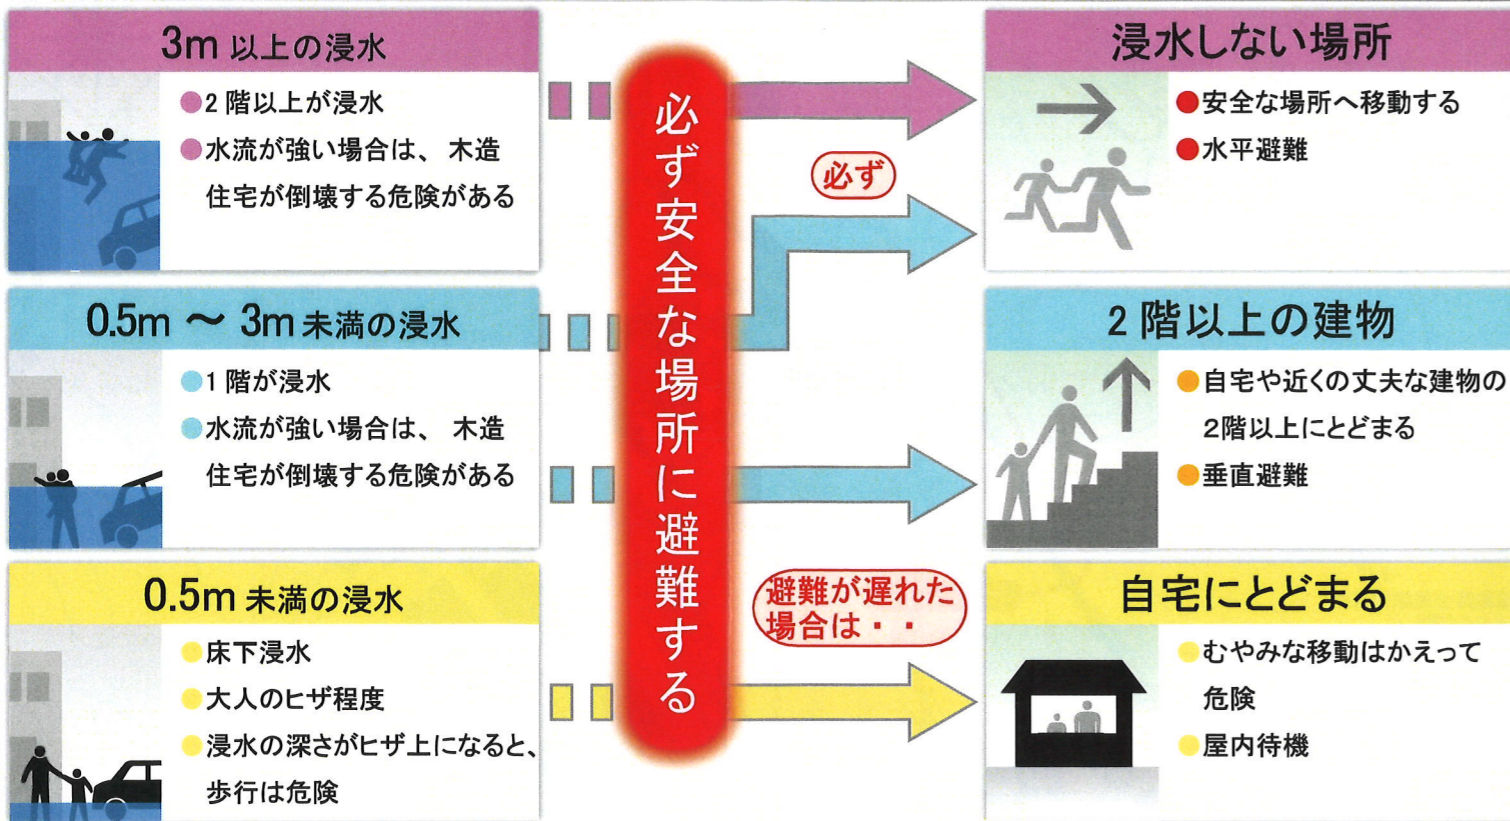 3m 以上の浸水
●2 階以上が浸水
●水流が強い場合は、 木造
住宅が倒壊する危険がある
0.5m ～ 3m 未満の浸水
●1 階が浸水
●水流が強い場合は、 木造
住宅が倒壊する危険がある
0.5m 未満の浸水
●床下浸水
●大人のヒザ程度
●浸水の深さがヒザ上になると、
歩行は危険
必ず安全な場所に避難する
必ず
避難が遅れた
場合は・・
浸水しない場所
●安全な場所へ移動する
●水平避難
2 階以上の建物
●自宅や近くの丈夫な建物の
2階以上にとどまる
●垂直避難
自宅にとどまる
●むやみな移動はかえって
危険
●屋内待機